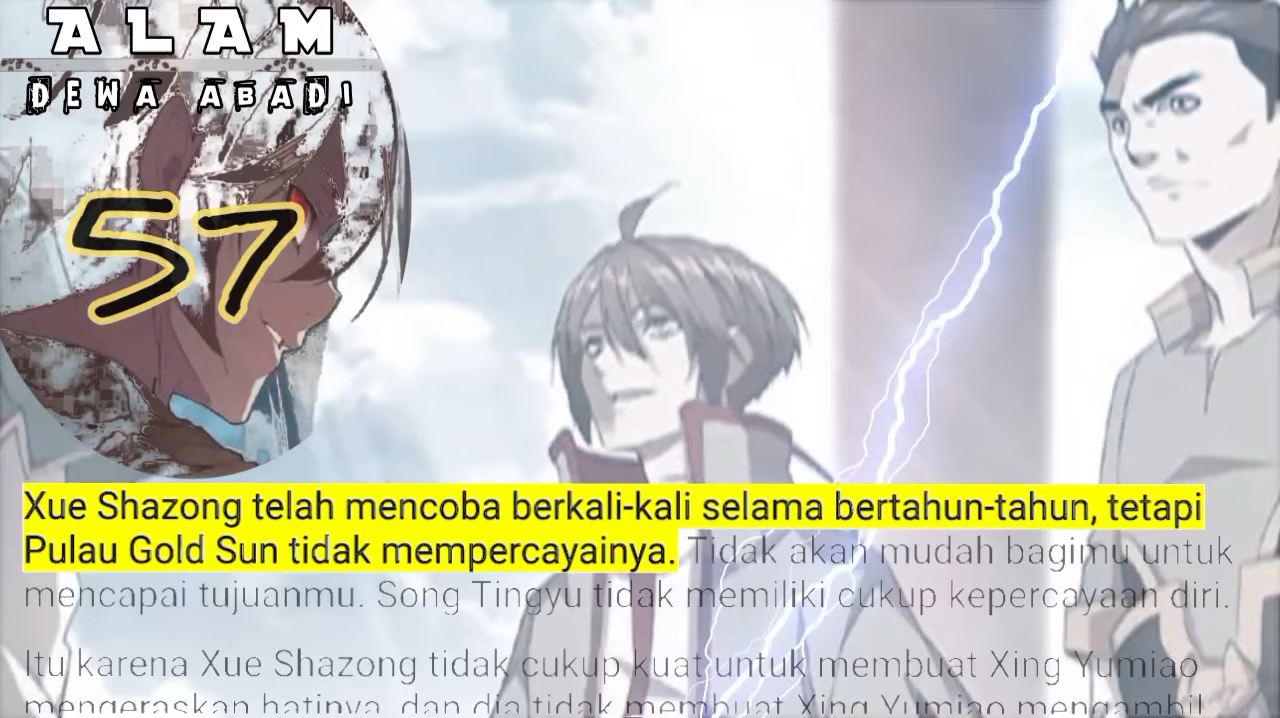 ALAM
DEWA ABADI
57
Xue Shazong telah mencoba berkali-kali selama bertahun-tahun, tetapi
Pulau Gold Sun tidak mempercayainya. Tidak akan mudah bagimu untuk
mencapai tujuanmu. Song Tingyu tidak memiliki cukup kepercayaan diri.
Itu karena Xue Shazong tidak cukup kuat untuk membuat Xing Yumiao
mengeraskan hatinya, dan dia tidak membuat Xing Yumiao mengambil